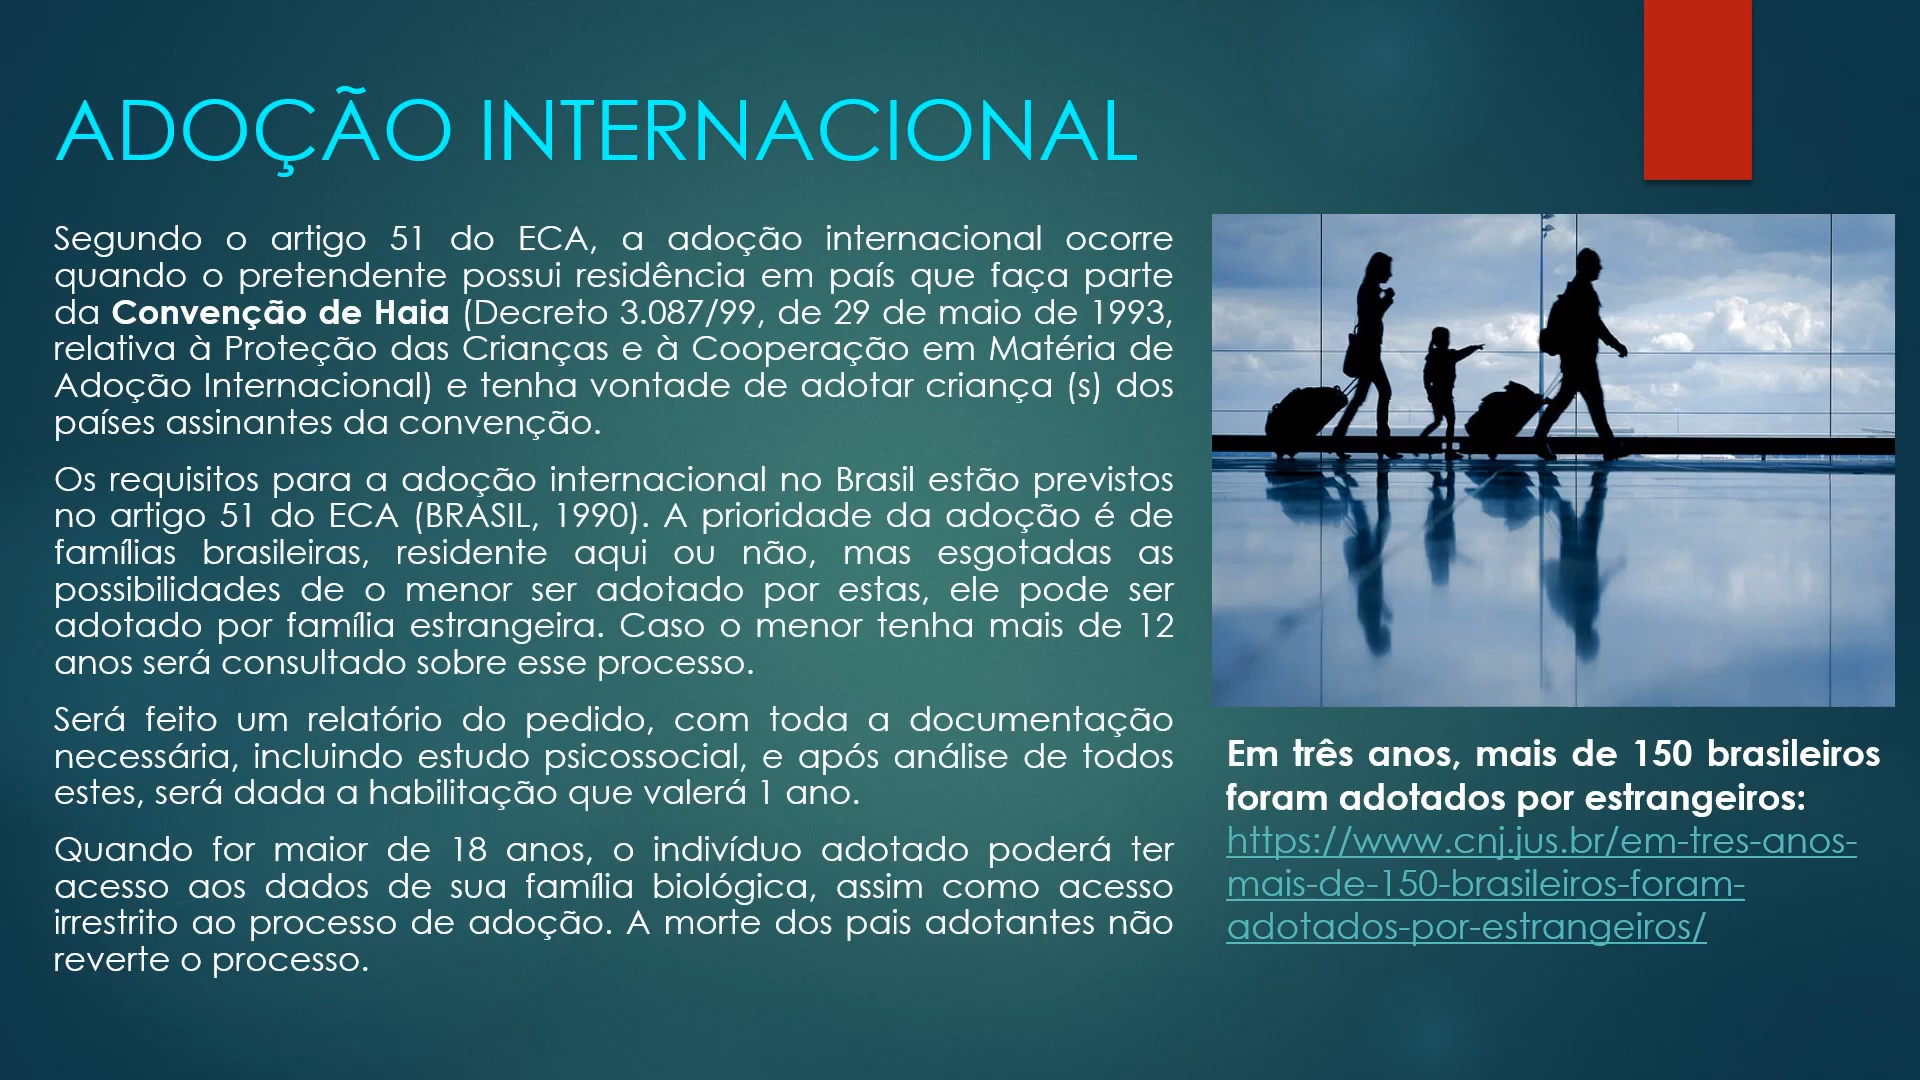 ADOÇÃO INTERNACIONAL
Segundo o artigo 51 do ECA, a adoção internacional ocorre
quando o pretendente possui residência em país que faça parte
da Convenção de Haia (Decreto 3.087/99, de 29 de maio de 1993,
relativa à Proteção das Crianças e à Cooperação em Matéria de
Adoção Internacional) e tenha vontade de adotar criança (s) dos
países assinantes da convenção.
Os requisitos para a adoção internacional no Brasil estão previstos
no artigo 51 do ECA (BRASIL, 1990). A prioridade da adoção é de
famílias brasileiras, residente aqui ou não, mas esgotadas as
possibilidades de o menor ser adotado por estas, ele pode ser
adotado por família estrangeira. Caso o menor tenha mais de 12
anos será consultado sobre esse processo.
Será feito um relatório do pedido, com toda a documentação
necessária, incluindo estudo psicossocial, e após análise de todos
estes, será dada a habilitação que valerá 1 ano.
Quando for maior de 18 anos, o indivíduo adotado poderá ter
acesso aos dados de sua família biológica, assim como acesso
irrestrito ao processo de adoção. A morte dos pais adotantes não
reverte o processo.
Em três anos, mais de 150 brasileiros
foram adotados por estrangeiros:
https://www.cnj.jus.br/em-tres-anos-
mais-de-150-brasileiros-foram-
adotados-por-estrangeiros/